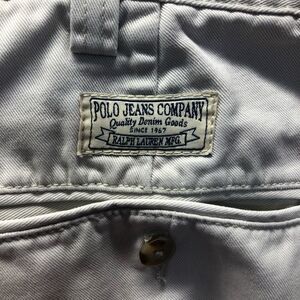 POLO JEANS COMPANY
Quality Denim Goods
SINCE 1967
RALPH LAUREN MFG.